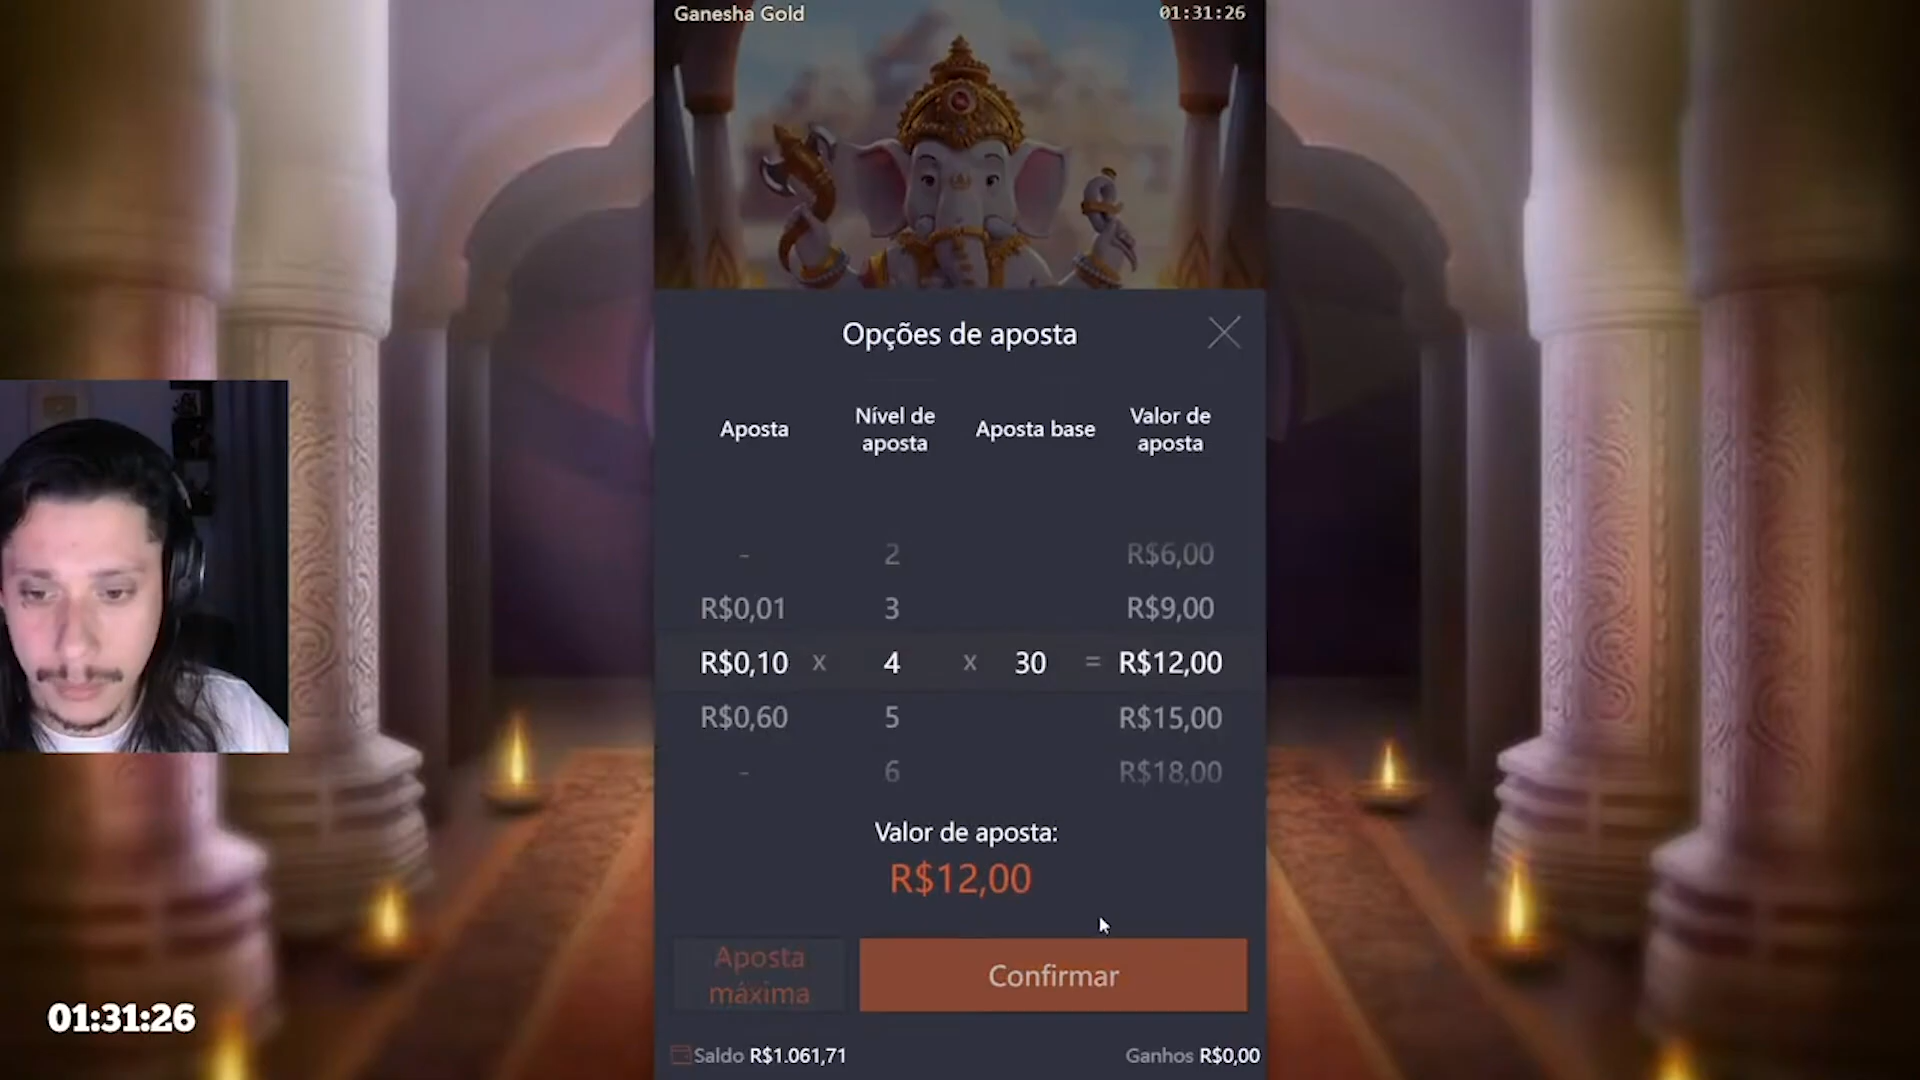 Ganesha Gold 01:31:26
Opções de aposta
Aposta Nível de aposta Aposta base Valor de aposta
- 2 R$6,00
R$0,01 3 R$9,00
R$0,10 x 4 x 30 = R$12,00
R$0,60 5 R$15,00
- 6 R$18,00
Valor de aposta:
R$12,00
Aposta máxima
Confirmar
01:31:26
Saldo R$1.061,71 Ganhos R$0,00